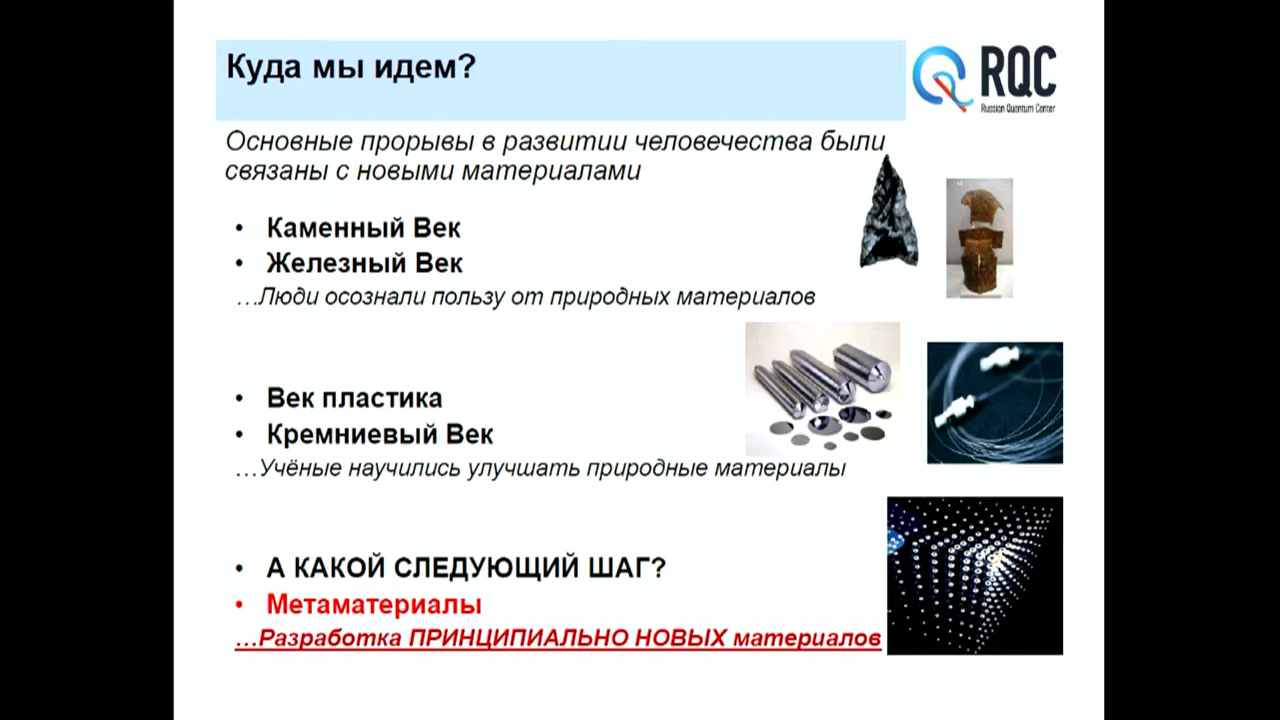 Куда мы идем?
RQC
Russian Quantum Center
Основные прорывы в развитии человечества были
связаны с новыми материалами
• Каменный Век
• Железный Век
…Люди осознали пользу от природных материалов
• Век пластика
• Кремниевый Век
…Учёные научились улучшать природные материалы
• А КАКОЙ СЛЕДУЮЩИЙ ШАГ?
• Метаматериалы
…Разработка ПРИНЦИПИАЛЬНО НОВЫХ материалов